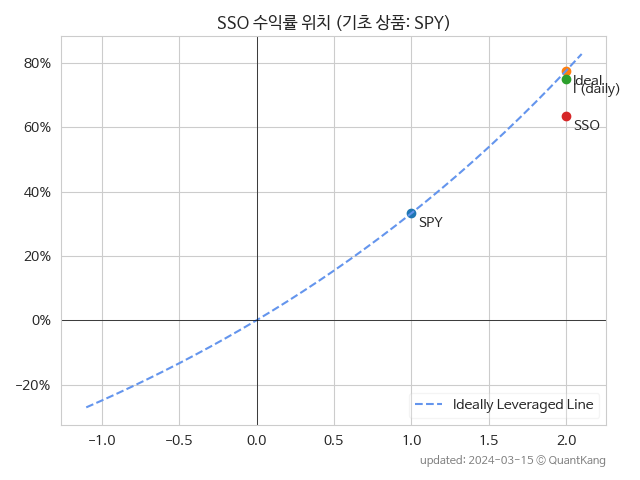 SSO 수익률 위치 (기초 상품: SPY)
80%
Ideal
I (daily)
60%
SSO
40%
SPY
20%
0%
−20%
Ideally Leveraged Line
−1.0 −0.5 0.0 0.5 1.0 1.5 2.0
updated: 2024-03-15 © QuantKang